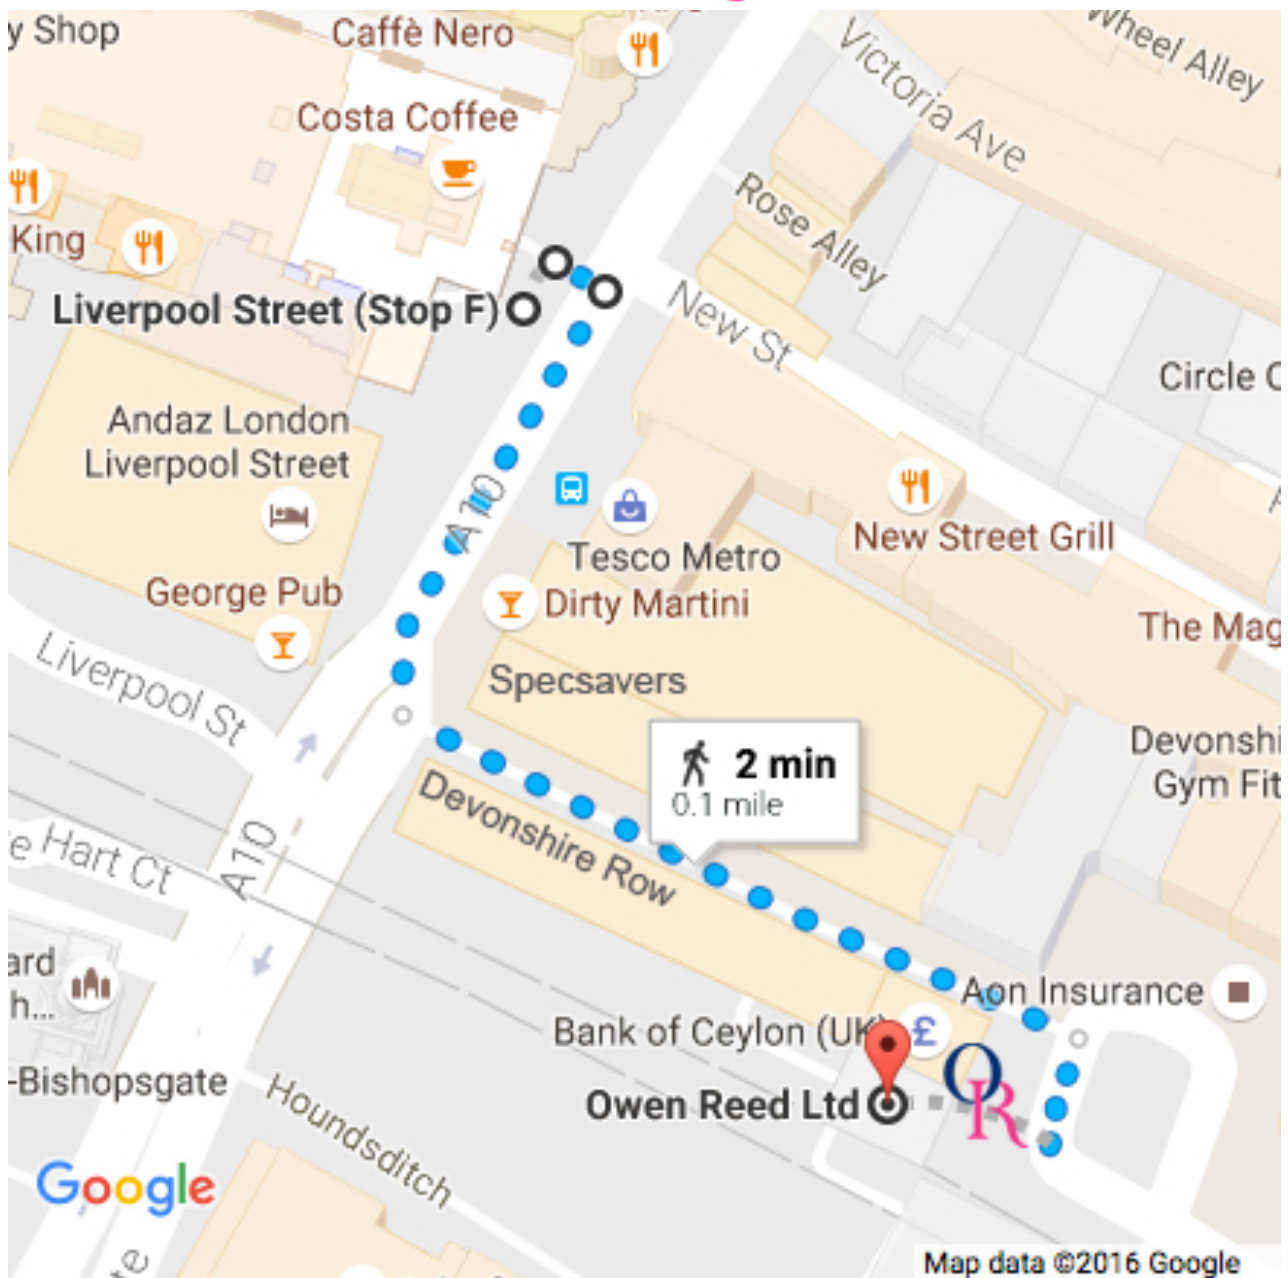 y Shop
Caffè Nero
Costa Coffee
Wheel Alley
Victoria Ave
Rose Alley
King
Liverpool Street (Stop F)
New St
Circle C
Andaz London
Liverpool Street
A10
New Street Grill
Tesco Metro
George Pub
Dirty Martini
The Mag
Liverpool St
Specsavers
Devonshi
Gym Fit
2 min
0.1 mile
Devonshire Row
e Hart Ct
A10
ard
h...
Aon Insurance
Bank of Ceylon (UK)
£
-Bishopsgate
Owen Reed Ltd
OR
Houndsditch
Google
te
Map data ©2016 Google